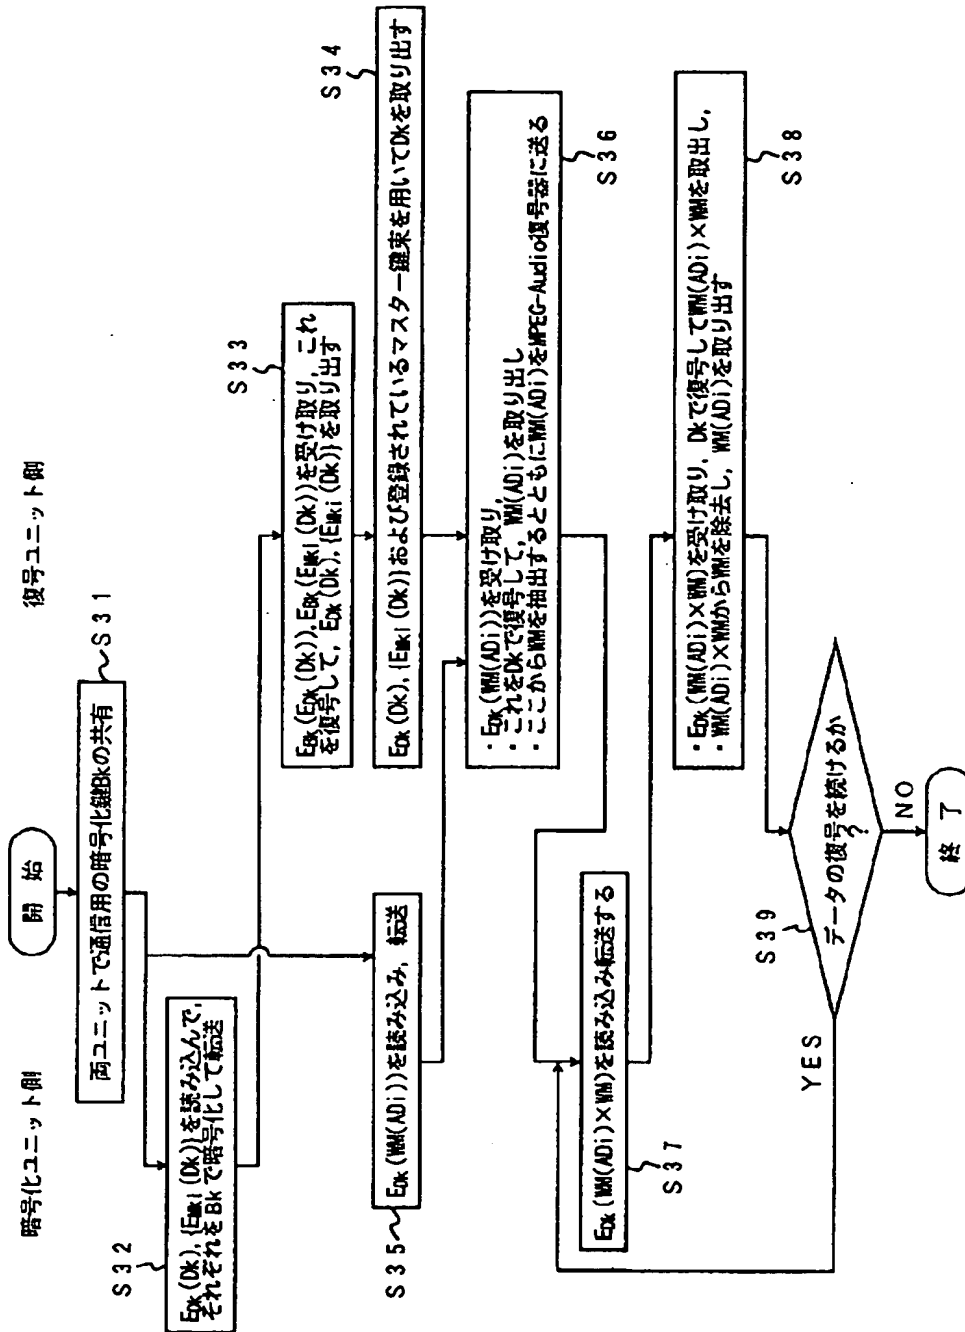 暗号化ユニット側
復号ユニット側
開 始
両ユニットで通信用の暗号化鍵Bkの共有
S31
EDK(Dk), {EMKi(Dk)}を読み込んで,
それぞれをBkで暗号化して転送
S32
EBK(EDK(Dk)), EBK(EMKi(Dk))を受け取り, これ
を復号して, EDK(Dk), {EMKi(Dk)}を取り出す
S33
EDK(Dk), {EMKi(Dk)}および登録されているマスター鍵束を用いてDkを取り出す
S34
EDK(WM(ADi))を読み込み, 転送
S35
・EDK(WM(ADi))を受け取り,
・これをDkで復号して, WM(ADi)を取り出し
・ここからWMを抽出するとともにWM(ADi)をMPEG-Audio復号器に送る
S36
EDK(WM(ADi)×WM)を読み込み転送する
S37
・EDK(WM(ADi)×WM)を受け取り, Dkで復号してWM(ADi)×WMを取出し,
・WM(ADi)×WMからWMを除去し, WM(ADi)を取り出す
S38
データの復号を続けるか
?
S39
YES
NO
終 了